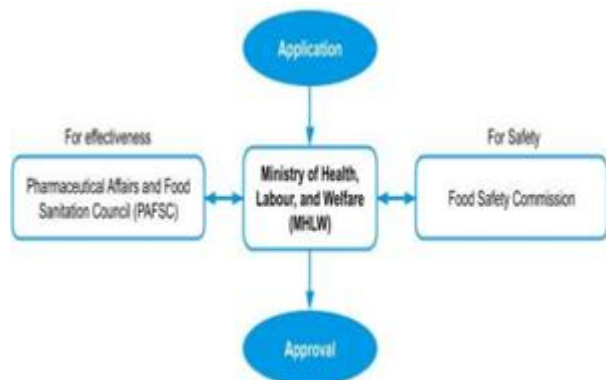 Application
For effectiveness
Pharmaceutical Affairs and Food
Sanitation Council (PAFSC)
Ministry of Health,
Labour, and Welfare
(MHLW)
For Safety
Food Safety Commission
Approval